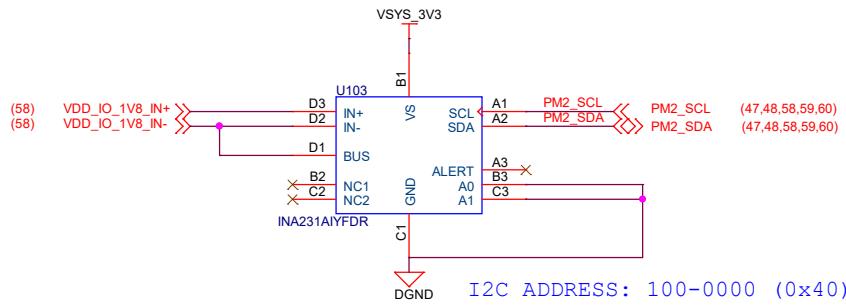 VSYS_3V3
B1
U103
(58) VDD_IO_1V8_IN+ D3 IN+ VS SCL A1 PM2_SCL PM2_SCL (47,48,58,59,60)
(58) VDD_IO_1V8_IN- D2 IN- SDA A2 PM2_SDA PM2_SDA (47,48,58,59,60)
D1 BUS
ALERT A3
B2 NC1 A0 B3
C2 NC2 GND A1 C3
INA231AIYFDR
C1
DGND
I2C ADDRESS: 100-0000 (0x40)